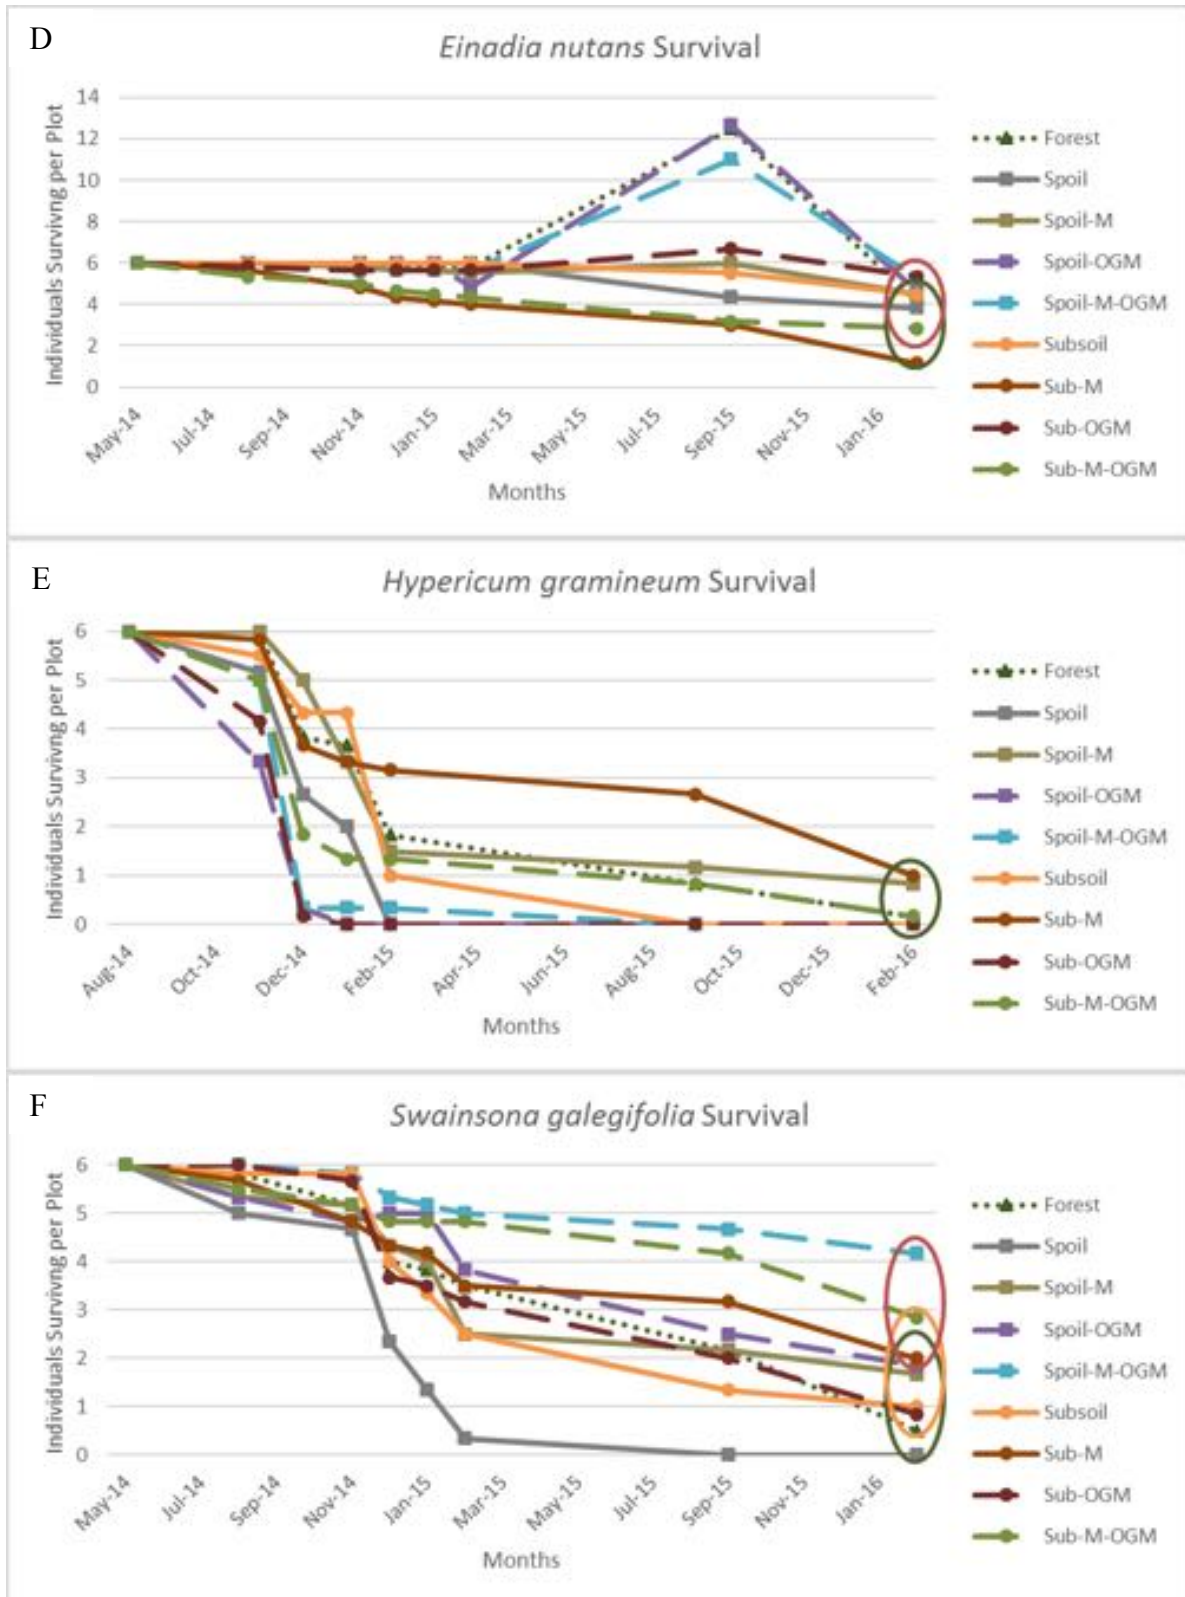 D
Einadia nutans Survival
Individuals Survivng per Plot
14
12
10
8
6
4
2
0
May-14
Jul-14
Sep-14
Nov-14
Jan-15
Mar-15
May-15
Jul-15
Sep-15
Nov-15
Jan-16
Months
Forest
Spoil
Spoil-M
Spoil-OGM
Spoil-M-OGM
Subsoil
Sub-M
Sub-OGM
Sub-M-OGM
E
Hypericum gramineum Survival
Individuals Survivng per Plot
6
5
4
3
2
1
0
Aug-14
Oct-14
Dec-14
Feb-15
Apr-15
Jun-15
Aug-15
Oct-15
Dec-15
Feb-16
Months
Forest
Spoil
Spoil-M
Spoil-OGM
Spoil-M-OGM
Subsoil
Sub-M
Sub-OGM
Sub-M-OGM
F
Swainsona galegifolia Survival
Individuals Survivng per Plot
6
5
4
3
2
1
0
May-14
Jul-14
Sep-14
Nov-14
Jan-15
Mar-15
May-15
Jul-15
Sep-15
Nov-15
Jan-16
Months
Forest
Spoil
Spoil-M
Spoil-OGM
Spoil-M-OGM
Subsoil
Sub-M
Sub-OGM
Sub-M-OGM